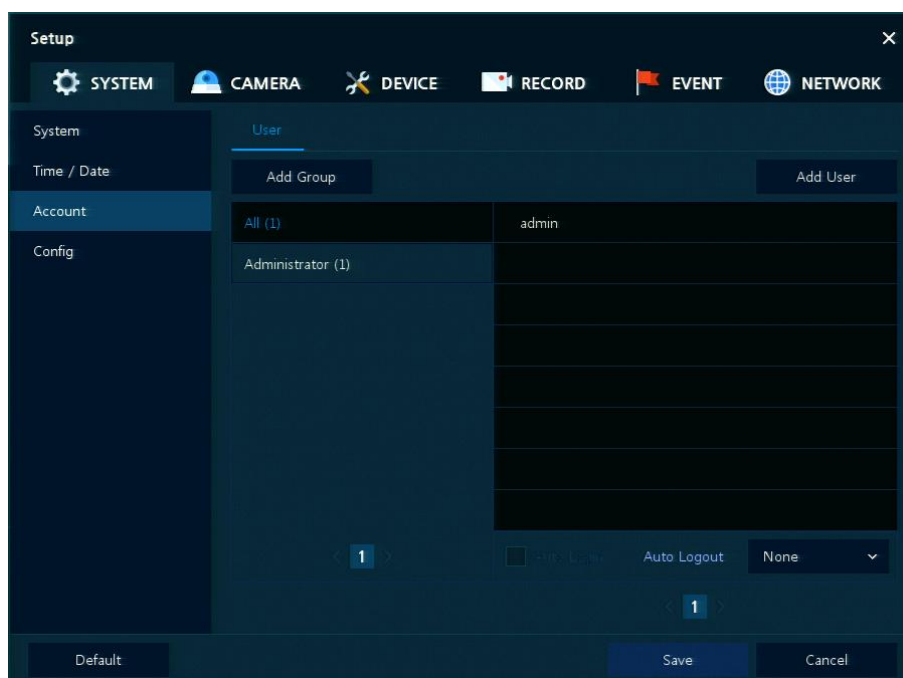 Setup
SYSTEM CAMERA DEVICE RECORD EVENT NETWORK
System User
Time / Date Add Group Add User
Account All (1) admin
Config Administrator (1)
1 Auto Logout None
1
Default Save Cancel